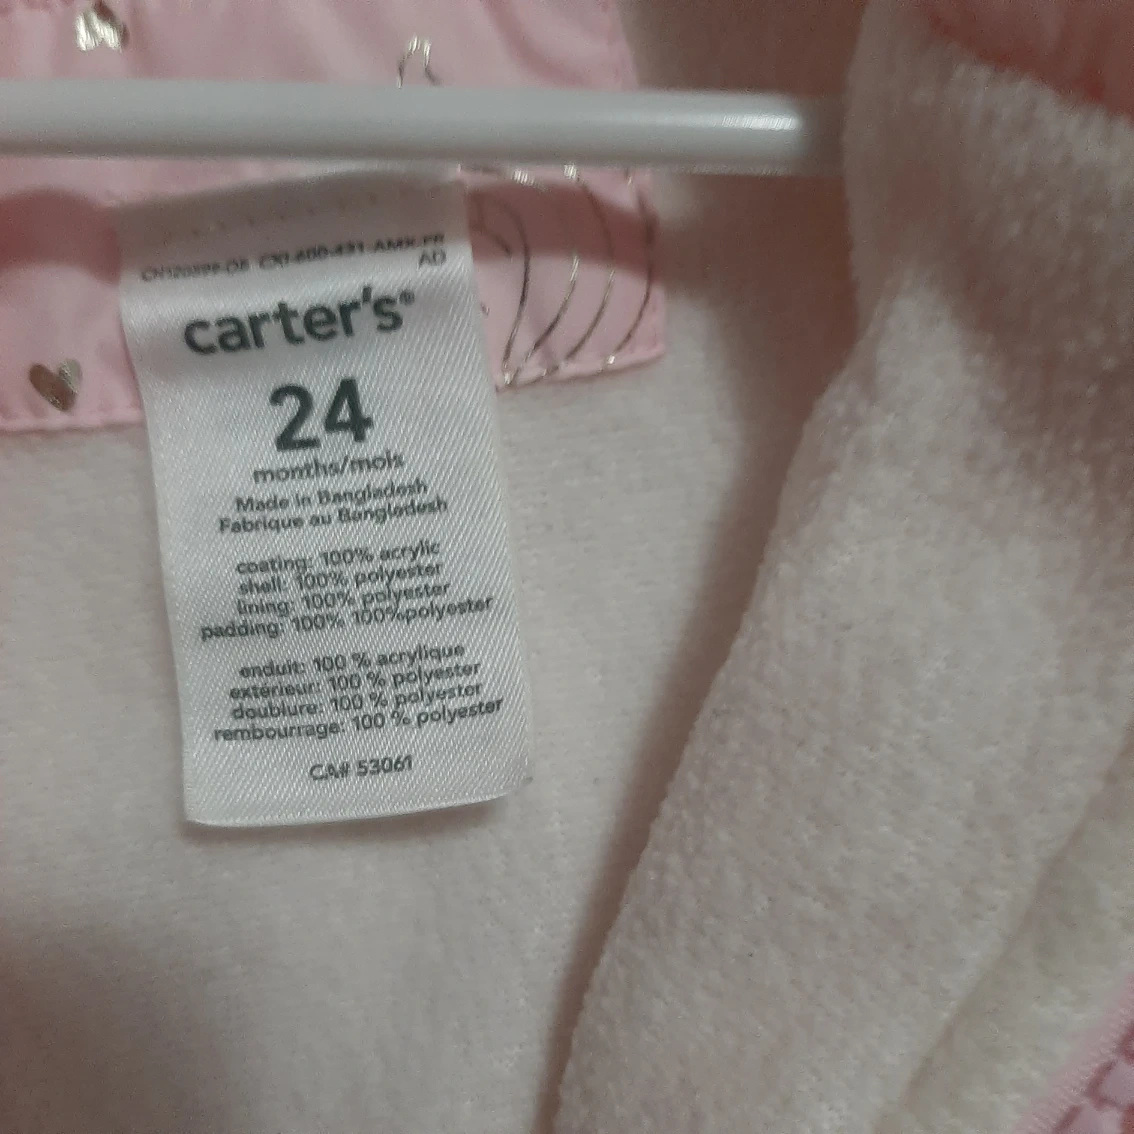 AD
carter's®
24
months/mois
Made in Bangladesh
Fabrique au Bangladesh
coating: 100% acrylic
shell: 100% polyester
lining: 100% polyester
padding: 100% 100%polyester
enduit: 100 % acrylique
extérieur: 100 % polyester
doublure: 100 % polyester
rembourrage: 100 % polyester
CA# 53061